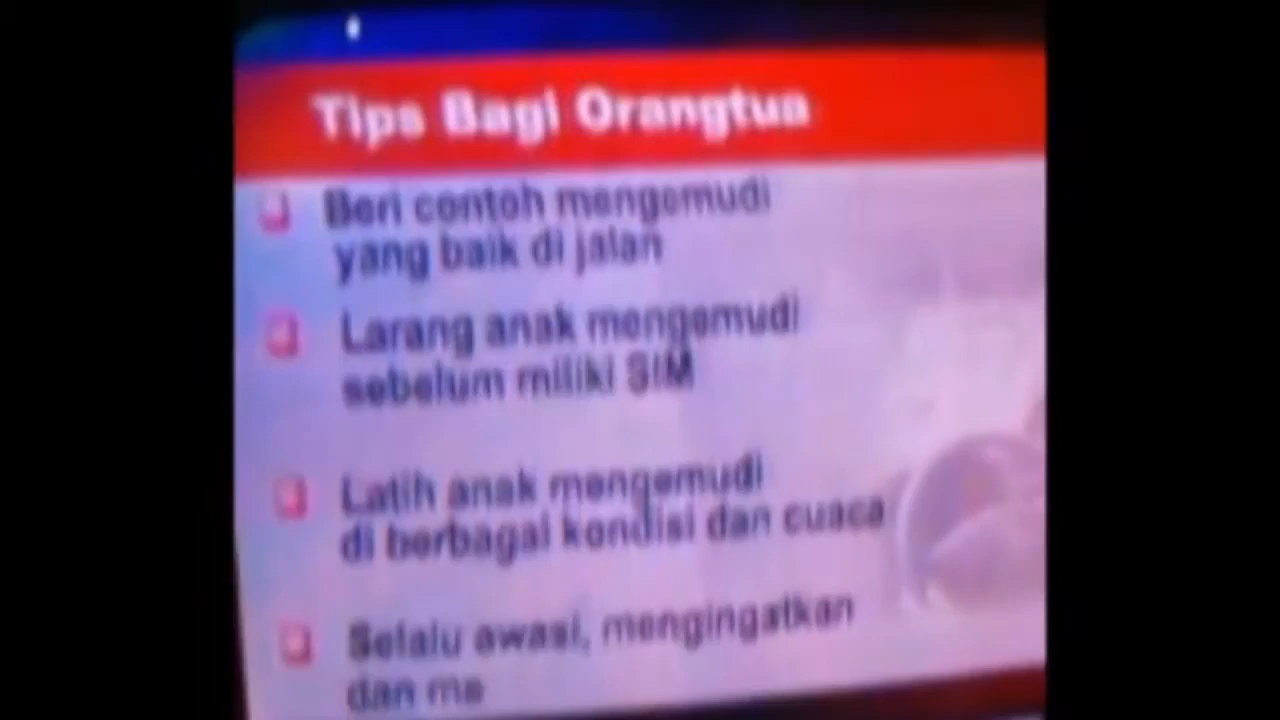 Tips Bagi Orangtua
Beri contoh mengemudi
yang baik di jalan
Larang anak mengemudi
sebelum miliki SIM
Latih anak mengemudi
di berbagai kondisi dan cuaca
Selalu awasi, mengingatkan
dan me